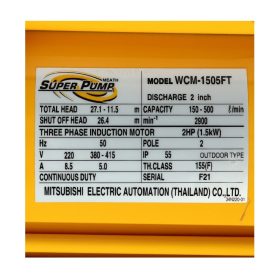 MEATH
SUPER PUMP
MODEL WCM-1505FT
DISCHARGE 2 inch
TOTAL HEAD 27.1 - 11.5 m CAPACITY 150 - 500 ℓ/min
SHUT OFF HEAD 26.4 m min⁻¹ 2900
THREE PHASE INDUCTION MOTOR 2HP (1.5kW)
Hz 50 POLE 2
V 220 380-415 IP 55 OUTDOOR TYPE
A 8.5 5.0 TH.CLASS 155(F)
CONTINUOUS DUTY SERIAL F21
MITSUBISHI ELECTRIC AUTOMATION (THAILAND) CO.,LTD.